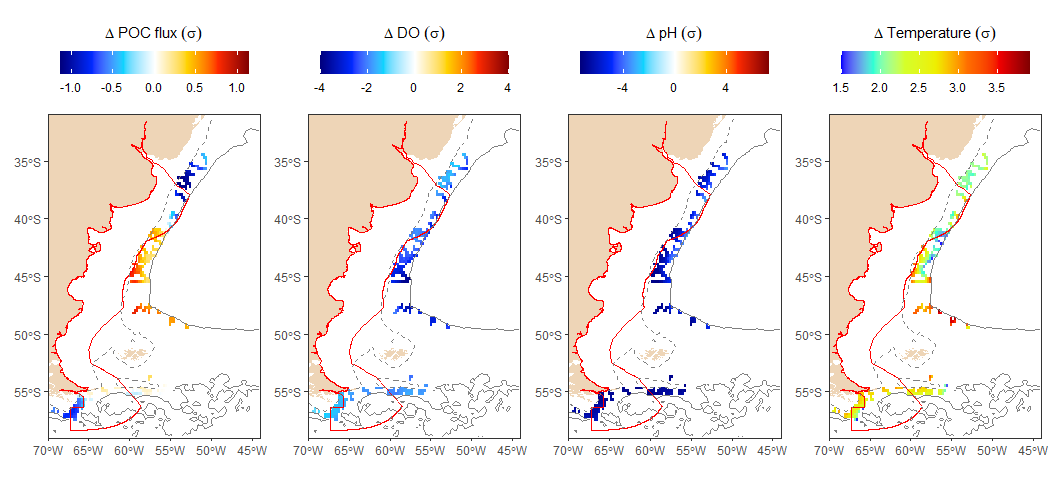 Δ POC flux (σ) Δ DO (σ) Δ pH (σ) Δ Temperature (σ)
-1.0 -0.5 0.0 0.5 1.0 -4 -2 0 2 4 -4 0 4 1.5 2.0 2.5 3.0 3.5
35°S 35°S 35°S 35°S
40°S 40°S 40°S 40°S
45°S 45°S 45°S 45°S
50°S 50°S 50°S 50°S
55°S 55°S 55°S 55°S
70°W 65°W 60°W 55°W 50°W 45°W 70°W 65°W 60°W 55°W 50°W 45°W 70°W 65°W 60°W 55°W 50°W 45°W 70°W 65°W 60°W 55°W 50°W 45°W